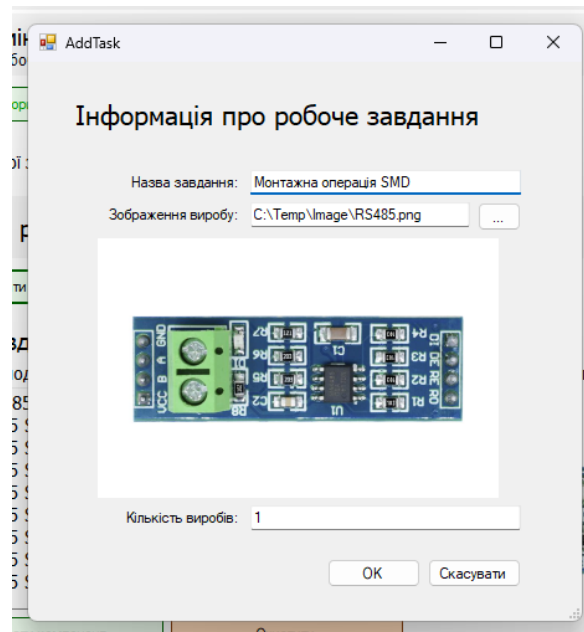 AddTask
Інформація про робоче завдання
Назва завдання: Монтажна операція SMD
Зображення виробу: C:\Temp\Image\RS485.png ...
VCC B A GND
R7
R6
R5
C2
R8
C1
U1
R4
R3
R2
R1
DI DE RE RO
Кількість виробів: 1
OK Скасувати